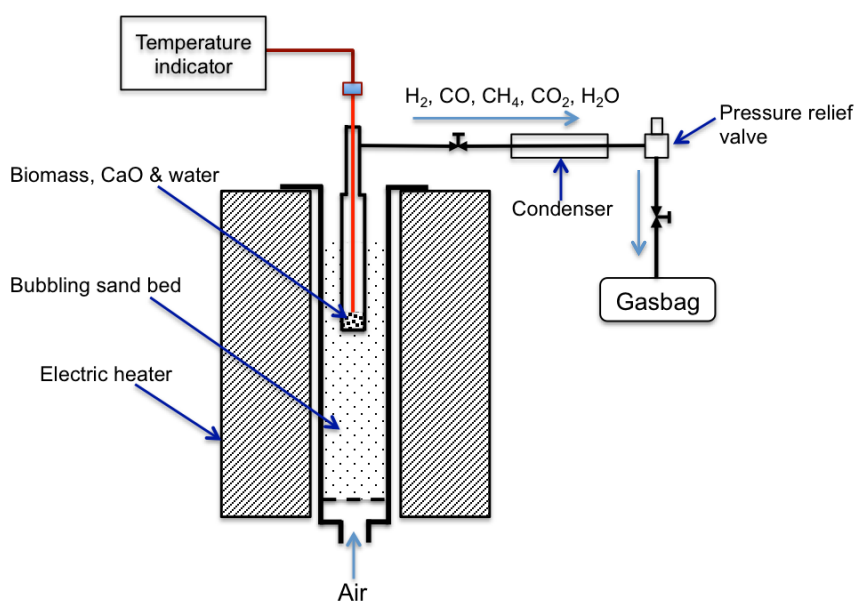 Temperature
indicator
H₂, CO, CH₄, CO₂, H₂O
Pressure relief
valve
Biomass, CaO & water
Condenser
Bubbling sand bed
Gasbag
Electric heater
Air